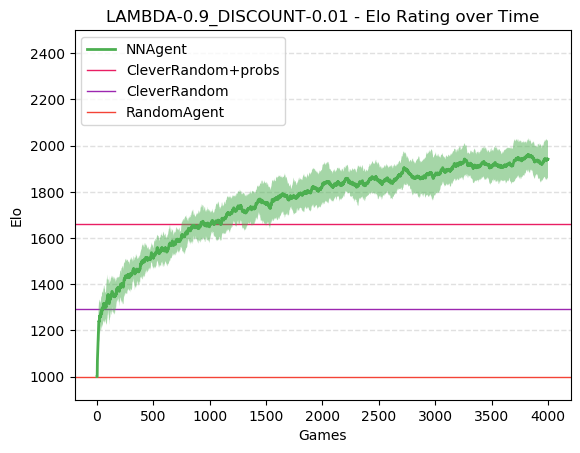 LAMBDA-0.9_DISCOUNT-0.01 - Elo Rating over Time
NNAgent
CleverRandom+probs
CleverRandom
RandomAgent
2400
2200
2000
1800
1600
1400
1200
1000
Elo
0 500 1000 1500 2000 2500 3000 3500 4000
Games